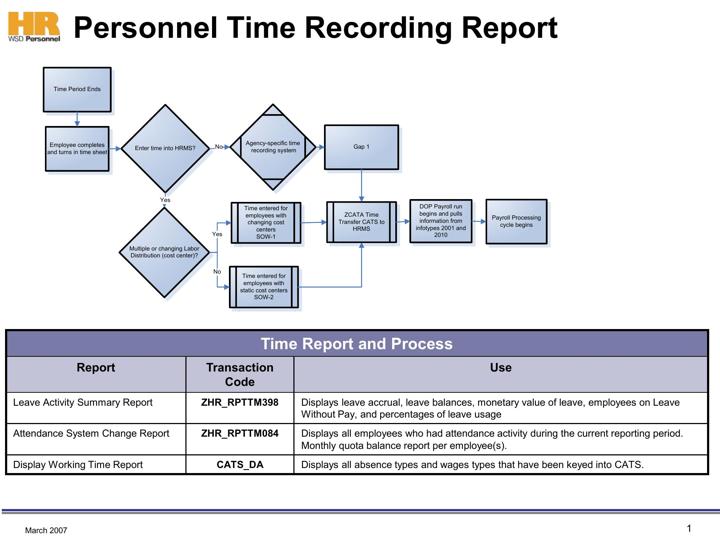 HR
WSD Personnel
Personnel Time Recording Report
Time Period Ends
Employee completes
and turns in time sheet
Enter time into HRMS?
No
Agency-specific time
recording system
Gap 1
Yes
Multiple or changing Labor
Distribution (cost center)?
Yes
No
Time entered for
employees with
changing cost
centers
SOW-1
Time entered for
employees with
static cost centers
SOW-2
ZCATA Time
Transfer CATS to
HRMS
DOP Payroll run
begins and pulls
information from
infotypes 2001 and
2010
Payroll Processing
cycle begins
Time Report and Process
Report
Transaction
Code
Use
Leave Activity Summary Report
ZHR_RPTTM398
Displays leave accrual, leave balances, monetary value of leave, employees on Leave
Without Pay, and percentages of leave usage
Attendance System Change Report
ZHR_RPTTM084
Displays all employees who had attendance activity during the current reporting period.
Monthly quota balance report per employee(s).
Display Working Time Report
CATS_DA
Displays all absence types and wages types that have been keyed into CATS.
March 2007
1